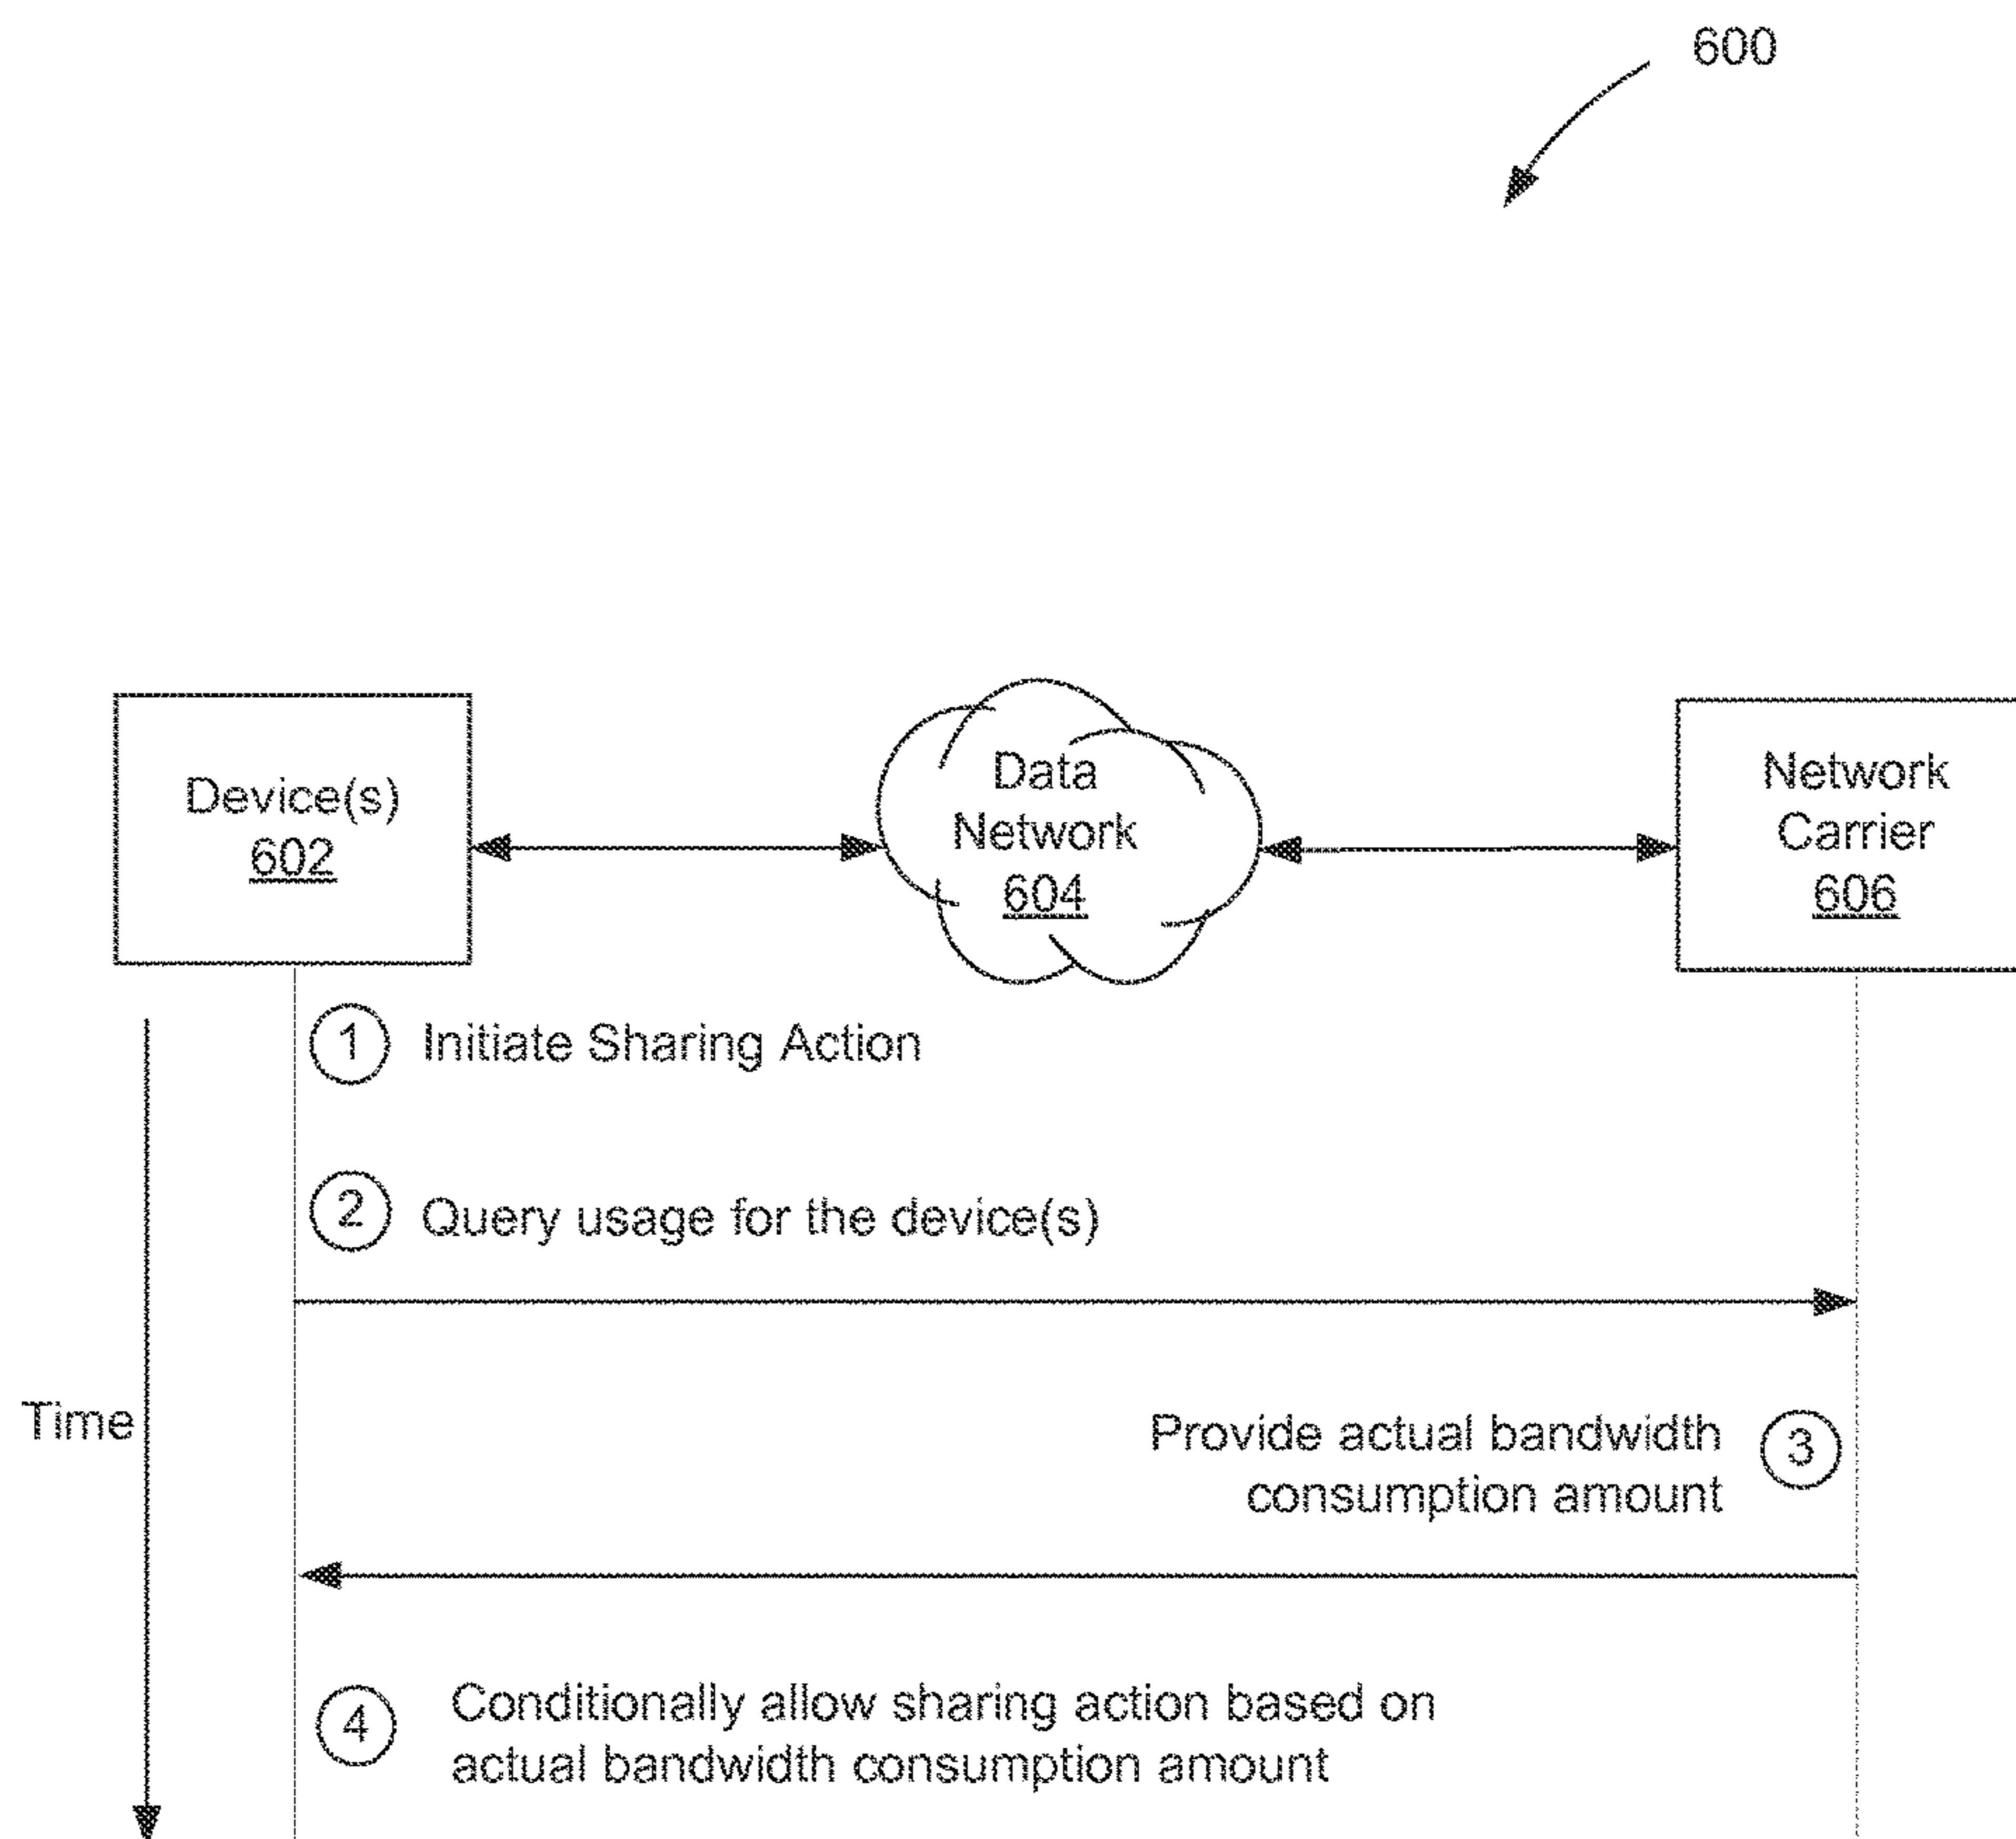 600
Device(s)
602
Data
Network
604
Network
Carrier
606
1 Initiate Sharing Action
2 Query usage for the device(s)
Time
Provide actual bandwidth 3
consumption amount
4 Conditionally allow sharing action based on
actual bandwidth consumption amount